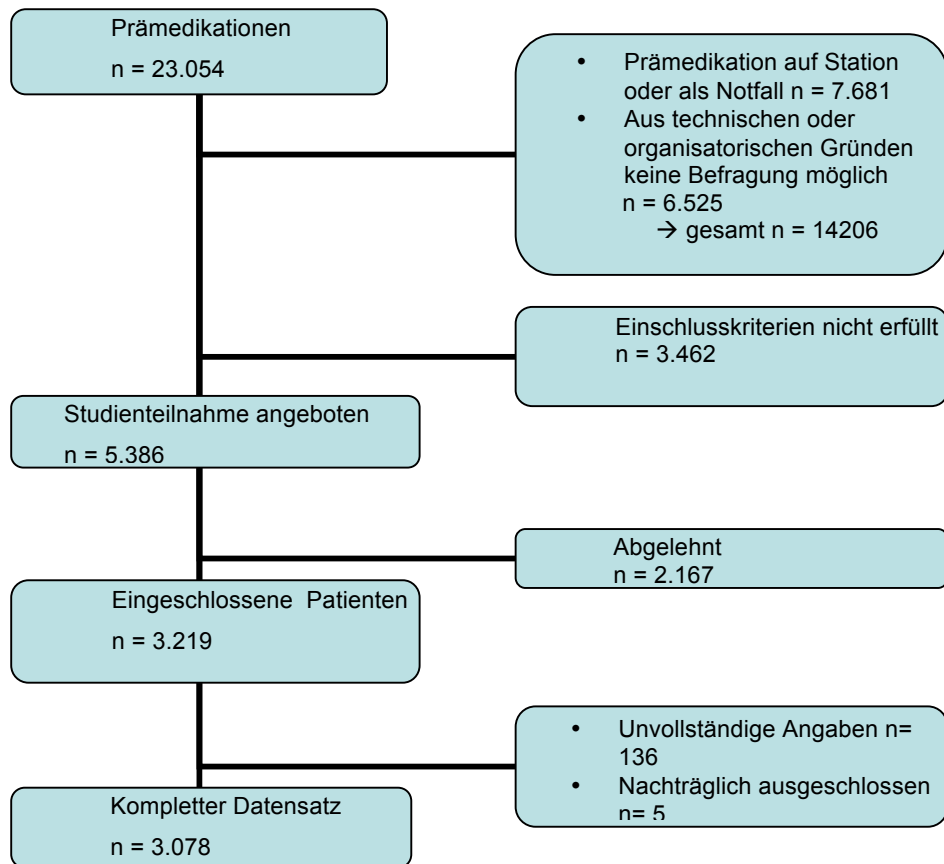 Prämedikationen
n = 23.054
• Prämedikation auf Station
oder als Notfall n = 7.681
• Aus technischen oder
organisatorischen Gründen
keine Befragung möglich
n = 6.525
→ gesamt n = 14206
Einschlusskriterien nicht erfüllt
n = 3.462
Studienteilnahme angeboten
n = 5.386
Abgelehnt
n = 2.167
Eingeschlossene Patienten
n = 3.219
• Unvollständige Angaben n=
136
• Nachträglich ausgeschlossen
n= 5
Kompletter Datensatz
n = 3.078